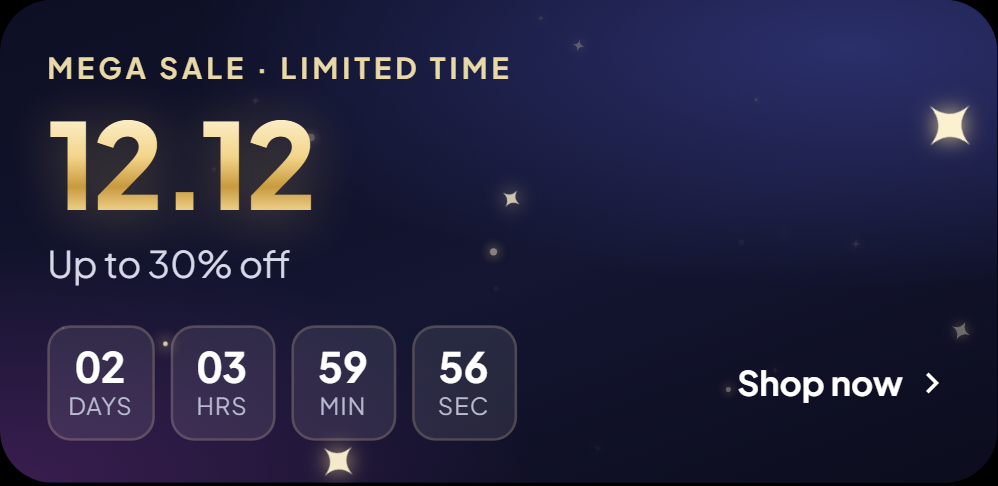 MEGA SALE · LIMITED TIME
12.12
Up to 30% off
02 03 59 56
DAYS HRS MIN SEC
Shop now